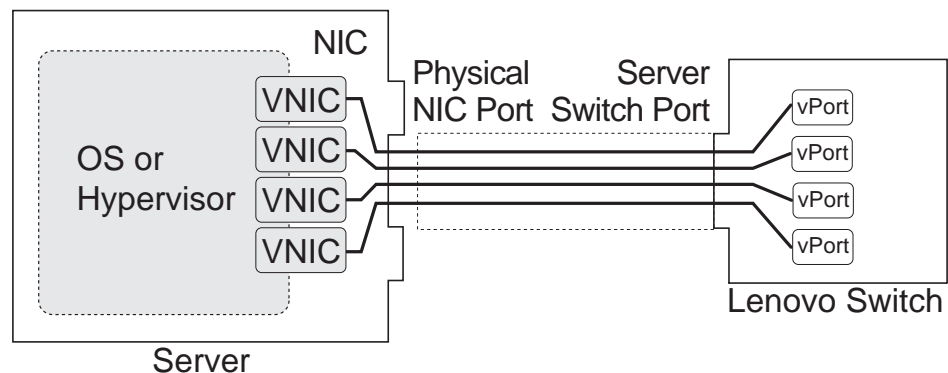 NIC
VNIC
VNIC
VNIC
VNIC
OS or
Hypervisor
Physical
NIC Port
Server
Switch Port
vPort
vPort
vPort
vPort
Lenovo Switch
Server